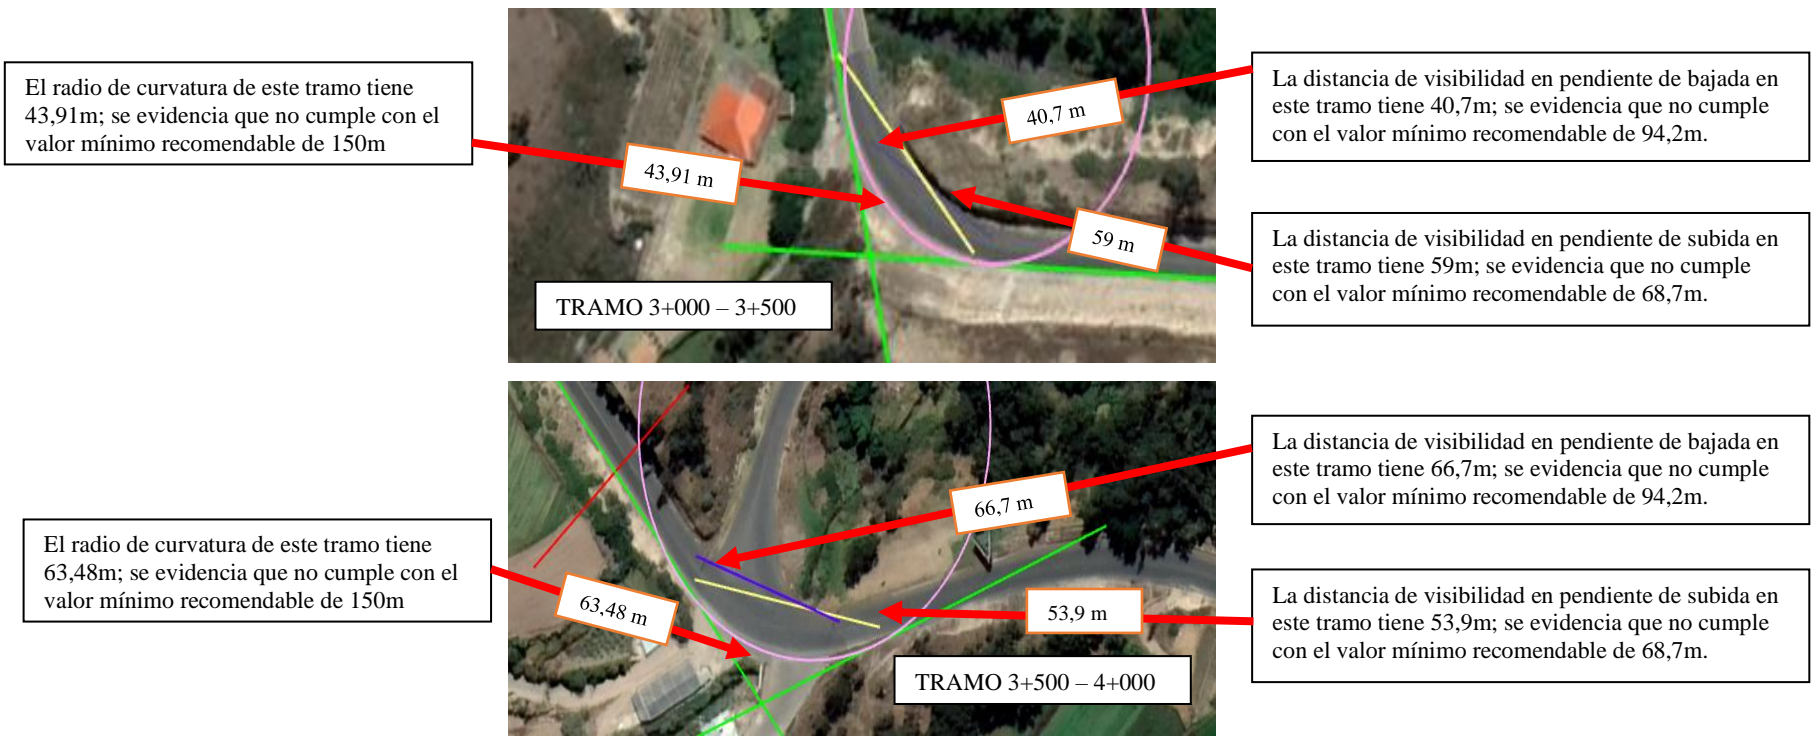 El radio de curvatura de este tramo tiene
43,91m; se evidencia que no cumple con el
valor mínimo recomendable de 150m
43,91 m
40,7 m
59 m
TRAMO 3+000 – 3+500
La distancia de visibilidad en pendiente de bajada en
este tramo tiene 40,7m; se evidencia que no cumple
con el valor mínimo recomendable de 94,2m.
La distancia de visibilidad en pendiente de subida en
este tramo tiene 59m; se evidencia que no cumple
con el valor mínimo recomendable de 68,7m.
El radio de curvatura de este tramo tiene
63,48m; se evidencia que no cumple con el
valor mínimo recomendable de 150m
63,48 m
66,7 m
53,9 m
TRAMO 3+500 – 4+000
La distancia de visibilidad en pendiente de bajada en
este tramo tiene 66,7m; se evidencia que no cumple
con el valor mínimo recomendable de 94,2m.
La distancia de visibilidad en pendiente de subida en
este tramo tiene 53,9m; se evidencia que no cumple
con el valor mínimo recomendable de 68,7m.